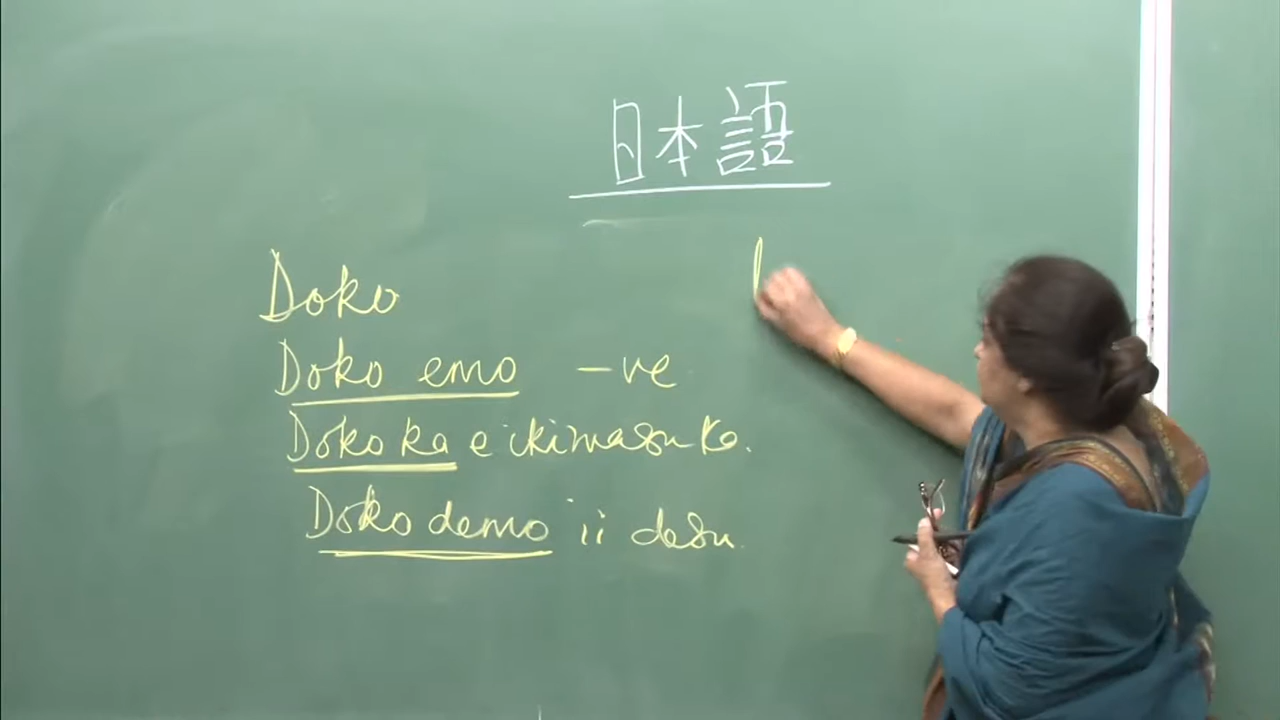 日本語
Doko
Doko emo -ve
Doko ka e ikimasu ka.
Doko demo ii desu.